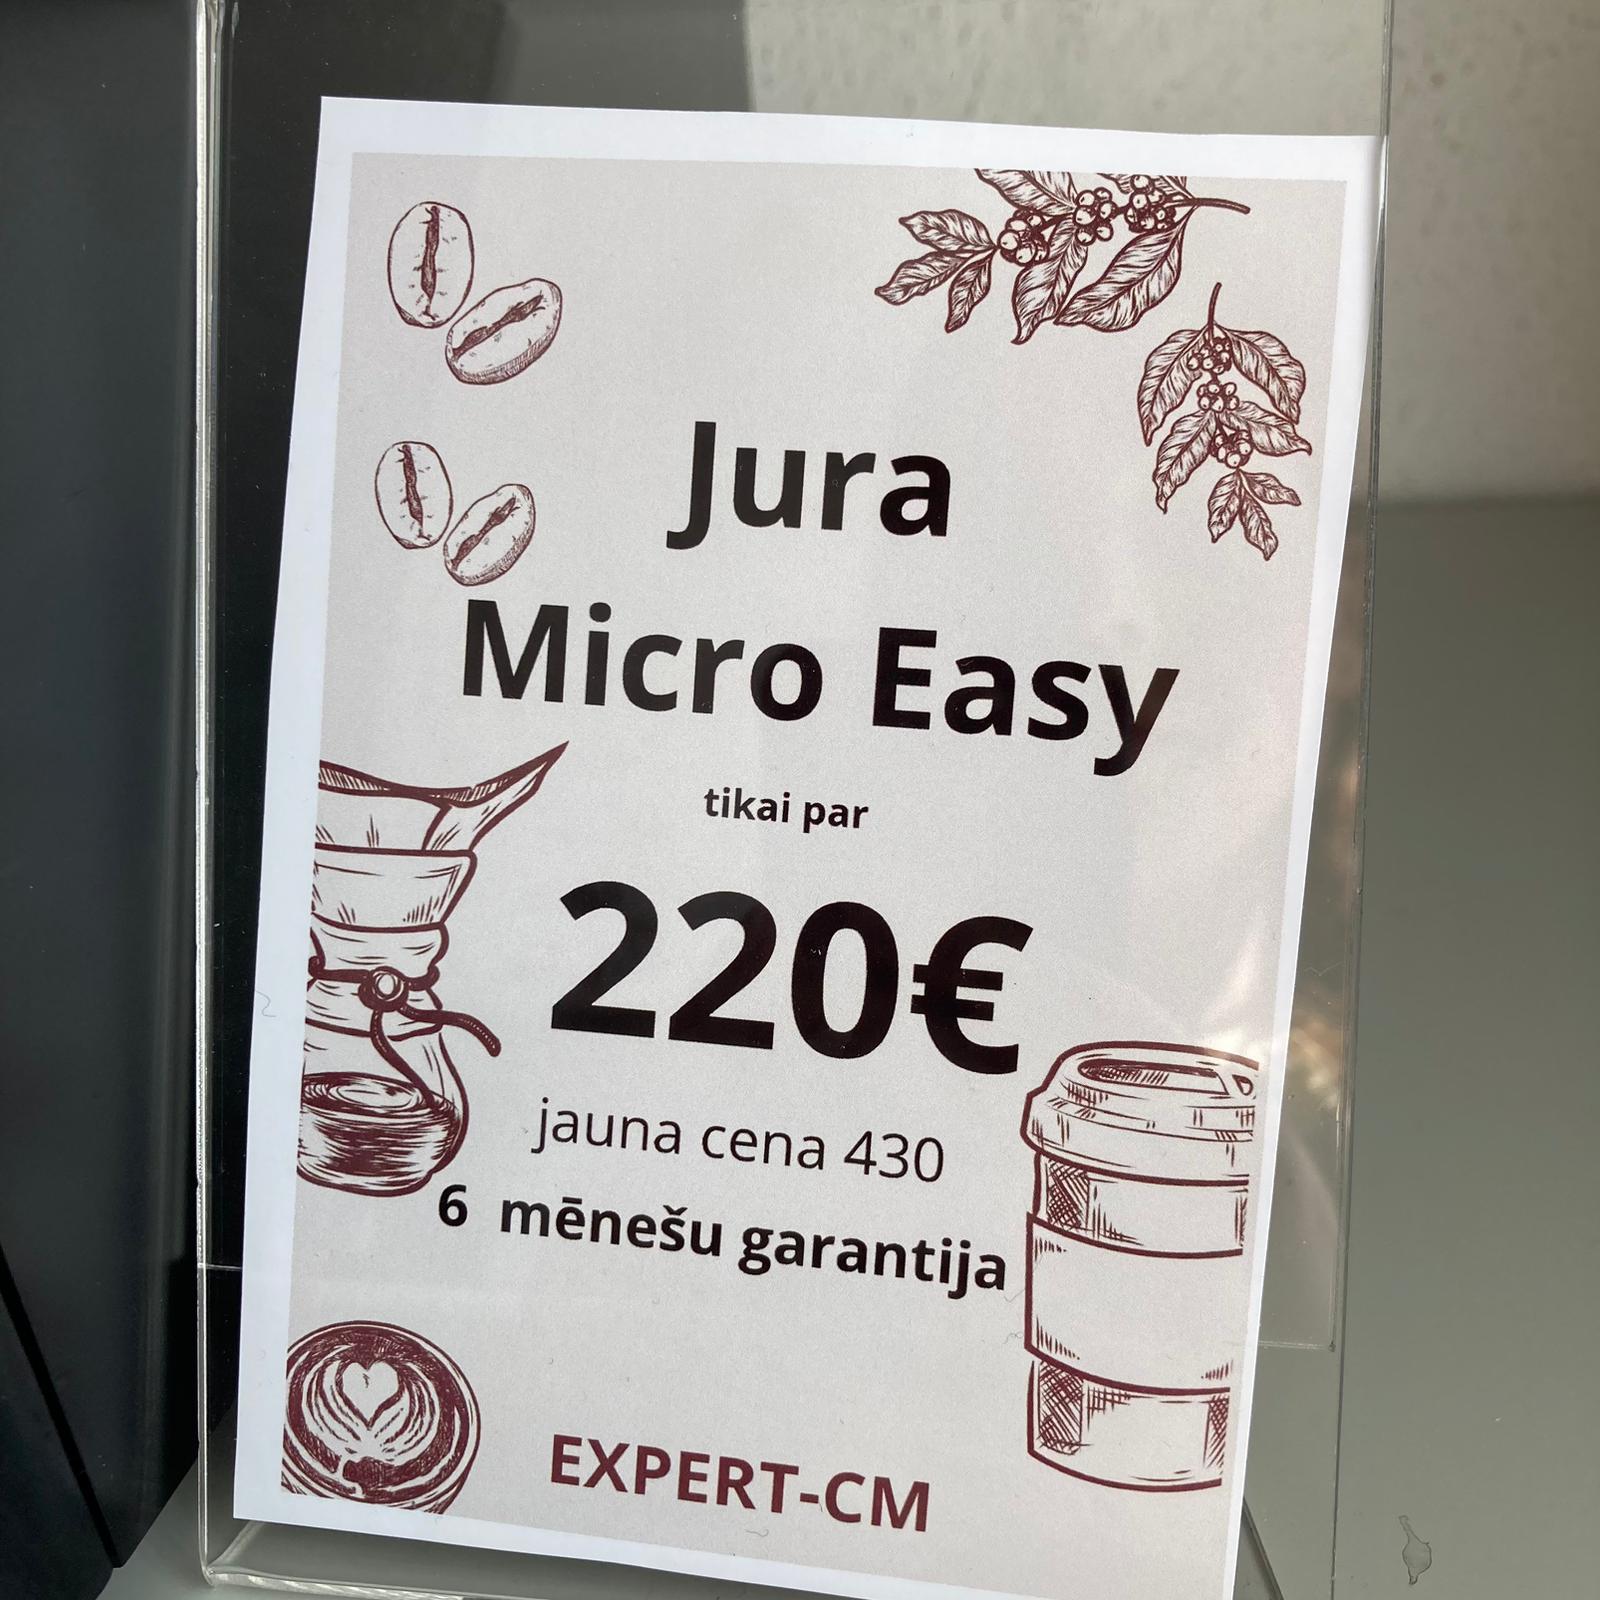 Jura
Micro Easy
tikai par
220€
jauna cena 430
6 mēnešu garantija
EXPERT-CM